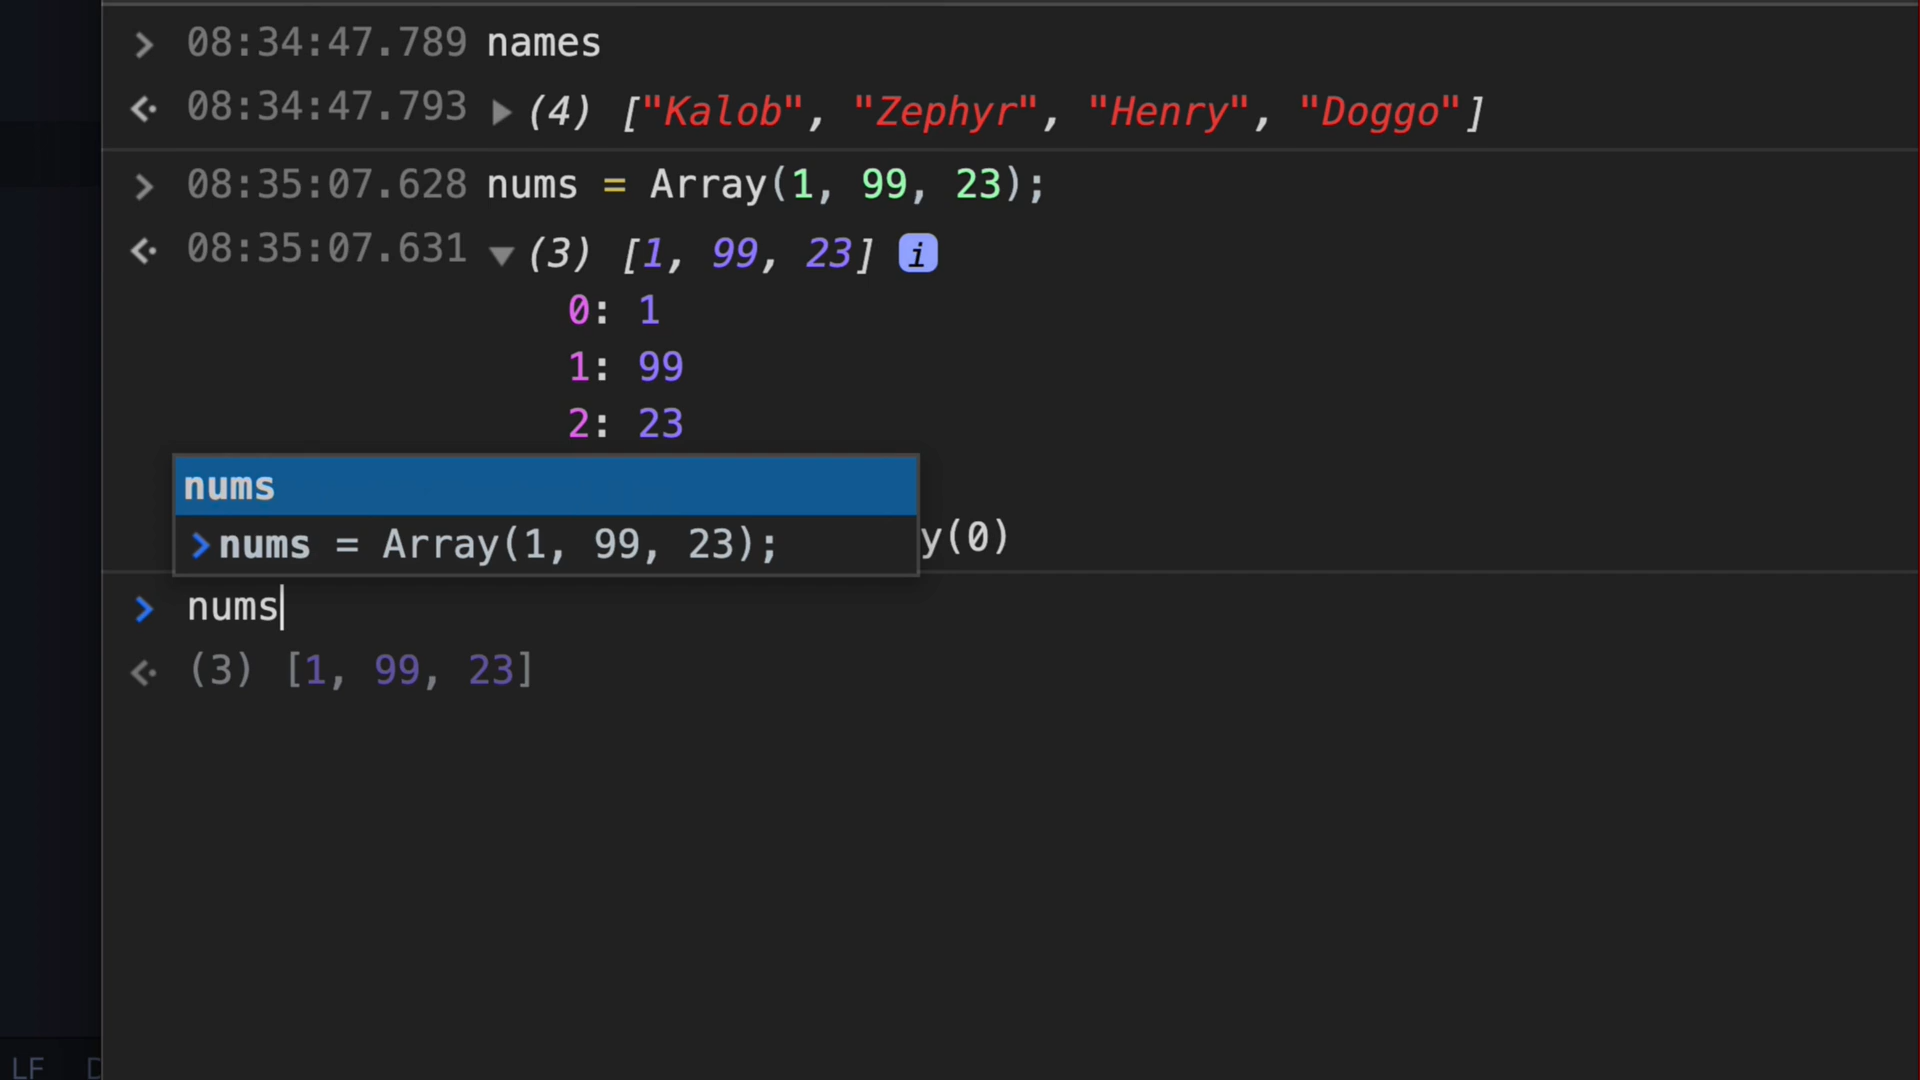 > 08:34:47.789 names
08:34:47.793 ▶ (4) ["Kalob", "Zephyr", "Henry", "Doggo"]
> 08:35:07.628 nums = Array(1, 99, 23);
08:35:07.631 ▼ (3) [1, 99, 23] i
0: 1
1: 99
2: 23
nums
> nums = Array(1, 99, 23);
y(0)
> nums
(3) [1, 99, 23]
LF